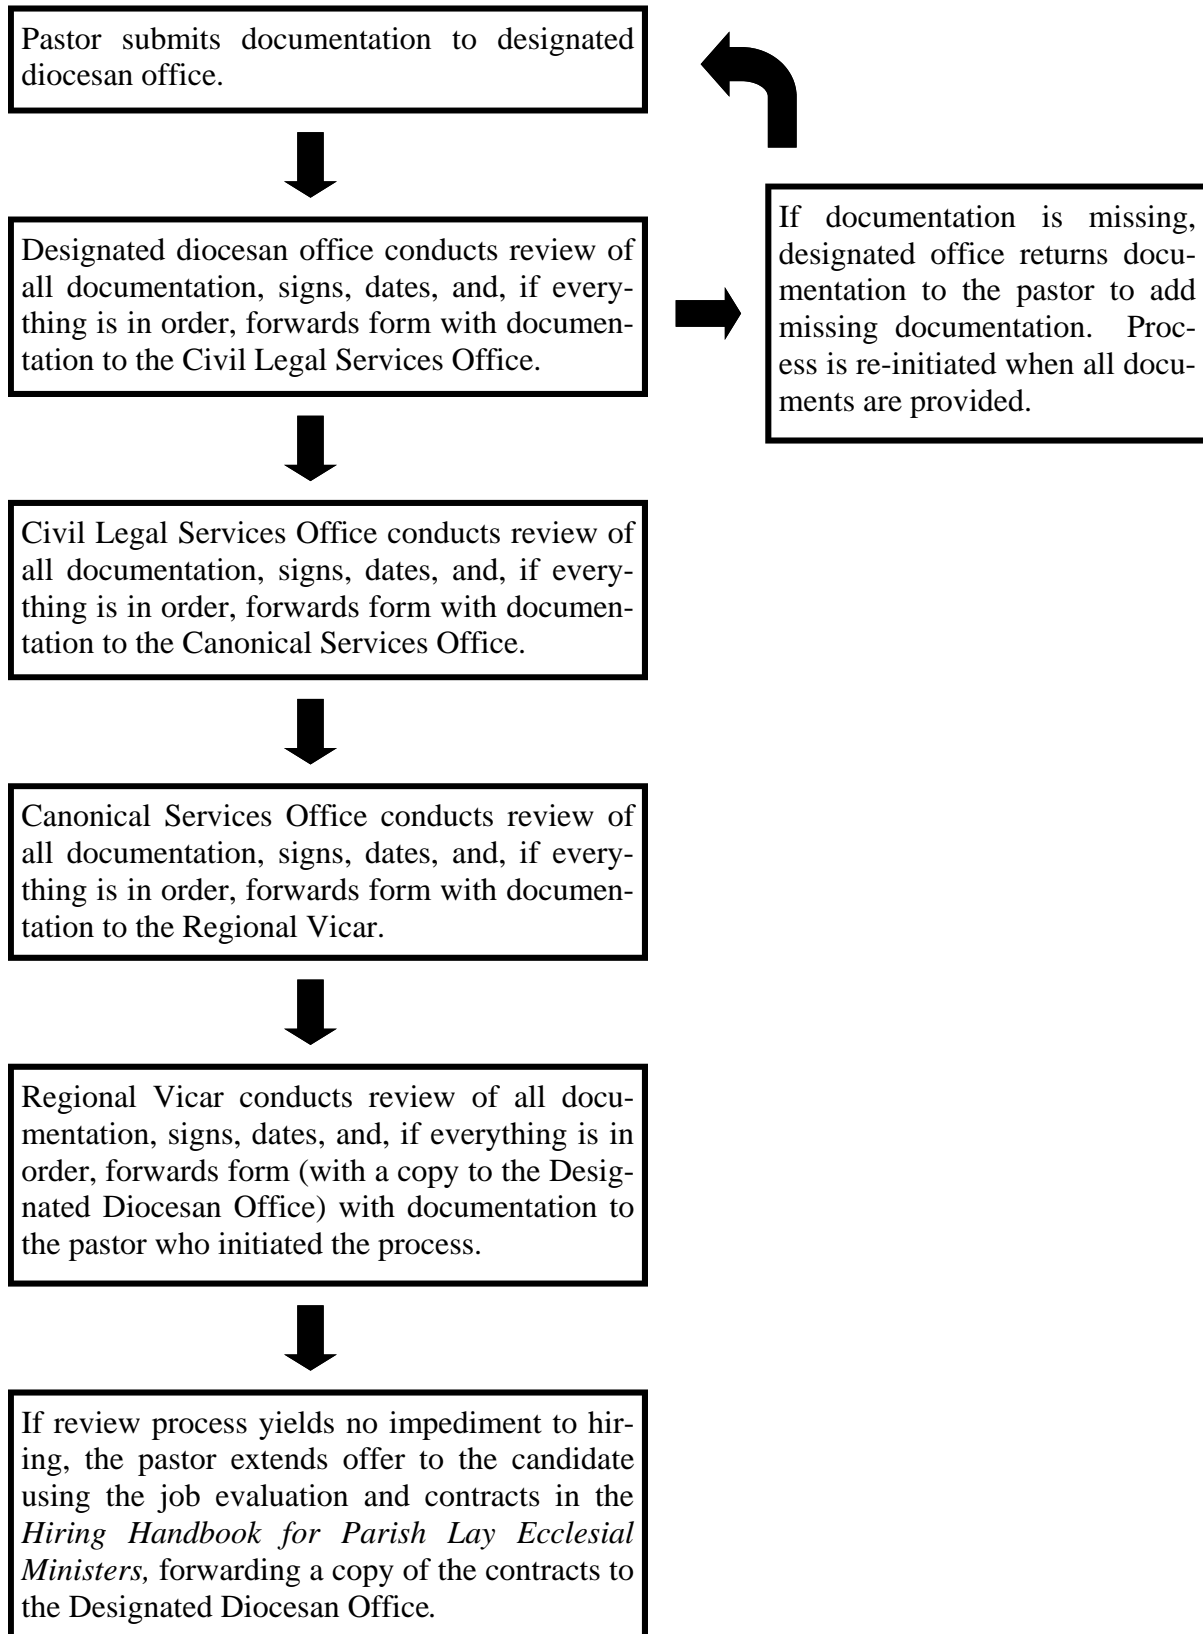 Pastor submits documentation to designated
diocesan office.
Designated diocesan office conducts review of
all documentation, signs, dates, and, if every-
thing is in order, forwards form with documen-
tation to the Civil Legal Services Office.
If documentation is missing,
designated office returns docu-
mentation to the pastor to add
missing documentation. Proc-
ess is re-initiated when all docu-
ments are provided.
Civil Legal Services Office conducts review of
all documentation, signs, dates, and, if every-
thing is in order, forwards form with documen-
tation to the Canonical Services Office.
Canonical Services Office conducts review of
all documentation, signs, dates, and, if every-
thing is in order, forwards form with documen-
tation to the Regional Vicar.
Regional Vicar conducts review of all docu-
mentation, signs, dates, and, if everything is in
order, forwards form (with a copy to the Desig-
nated Diocesan Office) with documentation to
the pastor who initiated the process.
If review process yields no impediment to hir-
ing, the pastor extends offer to the candidate
using the job evaluation and contracts in the
Hiring Handbook for Parish Lay Ecclesial
Ministers, forwarding a copy of the contracts to
the Designated Diocesan Office.